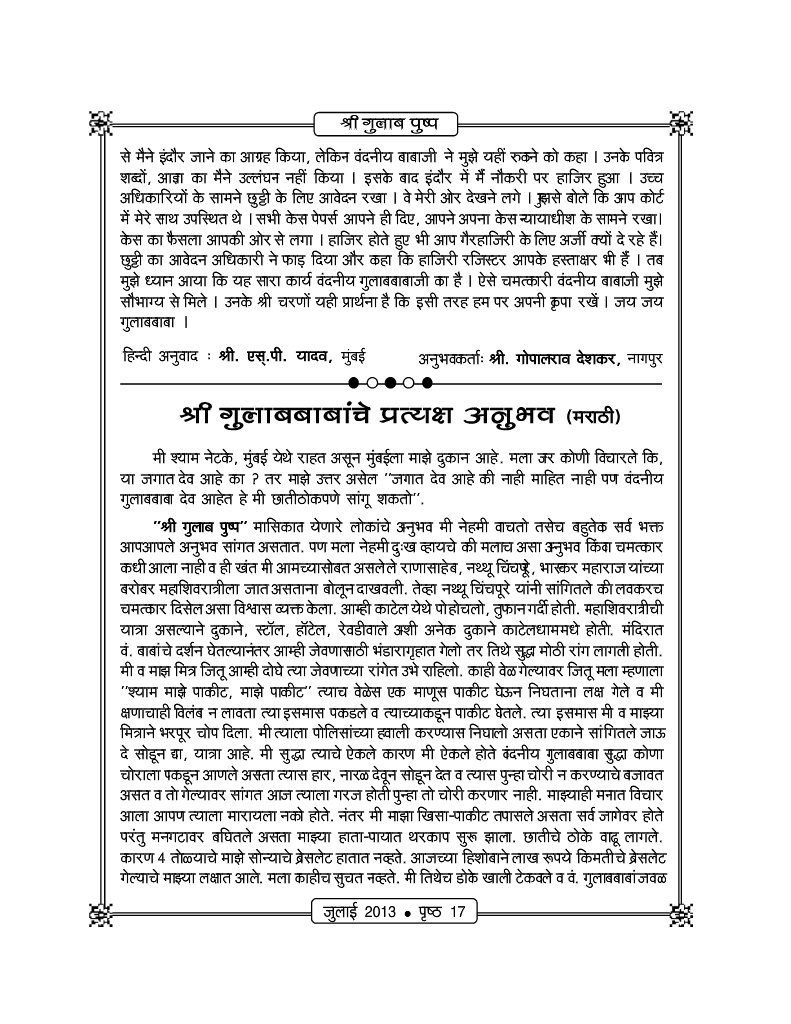 श्री गुलाब पुष्प
से मैने इंदौर जाने का आग्रह किया, लेकिन वंदनीय बाबाजी ने मुझे यहीं रुकने को कहा । उनके पवित्र
शब्दों, आज्ञा का मैने उल्लंघन नहीं किया । इसके बाद इंदौर में मैं नौकरी पर हाजिर हुआ । उच्च
अधिकारियों के सामने छुट्टी के लिए आवेदन रखा । वे मेरी ओर देखने लगे । मुझसे बोले कि आप कोर्ट
में मेरे साथ उपस्थित थे । सभी केस पेपर्स आपने ही दिए, आपने अपना केस न्यायाधीश के सामने रखा।
केस का फैसला आपकी ओर से लगा । हाजिर होते हुए भी आप गैरहाजिरी के लिए अर्जी क्यों दे रहे हैं।
छुट्टी का आवेदन अधिकारी ने फाड़ दिया और कहा कि हाजिरी रजिस्टर आपके हस्ताक्षर भी हैं । तब
मुझे ध्यान आया कि यह सारा कार्य वंदनीय गुलाबबाबाजी का है । ऐसे चमत्कारी वंदनीय बाबाजी मुझे
सौभाग्य से मिले । उनके श्री चरणों यही प्रार्थना है कि इसी तरह हम पर अपनी कृपा रखें । जय जय
गुलाबबाबा ।
हिन्दी अनुवाद : श्री. एस्.पी. यादव, मुंबई अनुभवकर्ताः श्री. गोपालराव देशकर, नागपुर
श्री गुलाबबाबांचे प्रत्यक्ष अनुभव (मराठी)
मी श्याम नेटके, मुंबई येथे राहत असून मुंबईला माझे दुकान आहे. मला जर कोणी विचारले कि,
या जगात देव आहे का ? तर माझे उत्तर असेल ''जगात देव आहे की नाही माहित नाही पण वंदनीय
गुलाबबाबा देव आहेत हे मी छातीठोकपणे सांगू शकतो''.
''श्री गुलाब पुष्प'' मासिकात येणारे लोकांचे अनुभव मी नेहमी वाचतो तसेच बहुतेक सर्व भक्त
आपआपले अनुभव सांगत असतात. पण मला नेहमी दुःख व्हायचे की मलाच असा अनुभव किंवा चमत्कार
कधी आला नाही व ही खंत मी आमच्यासोबत असलेले राणासाहेब, नथ्थू चिंचपूरे, भास्कर महाराज यांच्या
बरोबर महाशिवरात्रीला जात असताना बोलून दाखवली. तेव्हा नथ्थू चिंचपूरे यांनी सांगितले की लवकरच
चमत्कार दिसेल असा विश्वास व्यक्त केला. आम्ही काटेल येथे पोहोचलो, तुफान गर्दी होती. महाशिवरात्रीची
यात्रा असल्याने दुकाने, स्टॉल, हॉटेल, रेवडीवाले अशी अनेक दुकाने काटेलधाममधे होती. मंदिरात
वं. बाबांचे दर्शन घेतल्यानंतर आम्ही जेवणासाठी भंडारागृहात गेलो तर तिथे सुद्धा मोठी रांग लागली होती.
मी व माझा मित्र जितू आम्ही दोघे त्या जेवणाच्या रांगेत उभे राहिलो. काही वेळ गेल्यावर जितू मला म्हणाला
''श्याम माझे पाकीट, माझे पाकीट'' त्याच वेळेस एक माणूस पाकीट घेऊन निघताना लक्ष गेले व मी
क्षणाचाही विलंब न लावता त्या इसमास पकडले व त्याच्याकडून पाकीट घेतले. त्या इसमास मी व माझ्या
मित्राने भरपूर चोप दिला. मी त्याला पोलिसांच्या हवाली करण्यास निघालो असता एकाने सांगितले जाऊ
दे सोडून द्या, यात्रा आहे. मी सुद्धा त्याचे ऐकले कारण मी ऐकले होते वंदनीय गुलाबबाबा सुद्धा कोणा
चोराला पकडून आणले असता त्यास हार, नारळ देवून सोडून देत व त्यास पुन्हा चोरी न करण्याचे बजावत
असत व तो गेल्यावर सांगत आज त्याला गरज होती पुन्हा तो चोरी करणार नाही. माझ्याही मनात विचार
आला आपण त्याला मारायला नको होते. नंतर मी माझा खिसा-पाकीट तपासले असता सर्व जागेवर होते
परंतु मनगटावर बघितले असता माझ्या हाता-पायात थरकाप सुरू झाला. छातीचे ठोके वाढू लागले.
कारण 4 तोळ्याचे माझे सोन्याचे ब्रेसलेट हातात नव्हते. आजच्या हिशोबाने लाख रूपये किमतीचे ब्रेसलेट
गेल्याचे माझ्या लक्षात आले. मला काहीच सुचत नव्हते. मी तिथेच डोके खाली टेकवले व वं. गुलाबबाबांजवळ
जुलाई 2013 ● पृष्ठ 17